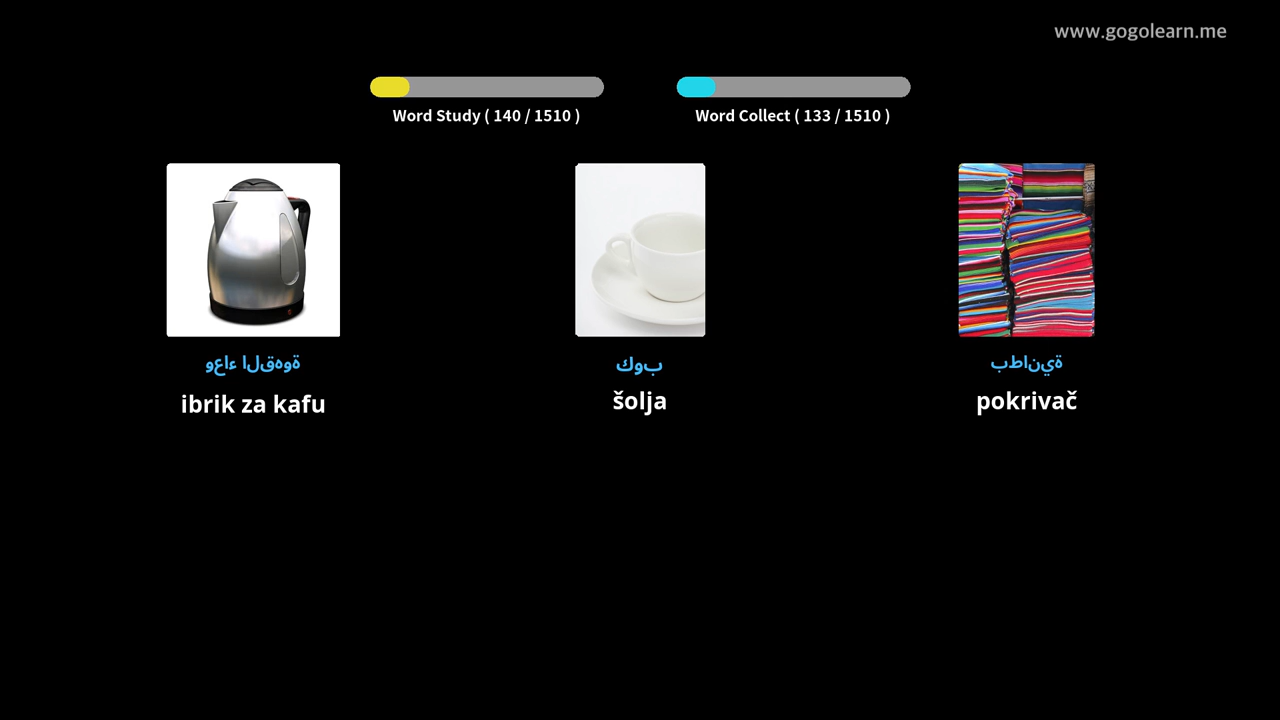 www.gogolearn.me
Word Study ( 140 / 1510 )
Word Collect ( 133 / 1510 )
وعاء القهوة
ibrik za kafu
كوب
šolja
بطانية
pokrivač